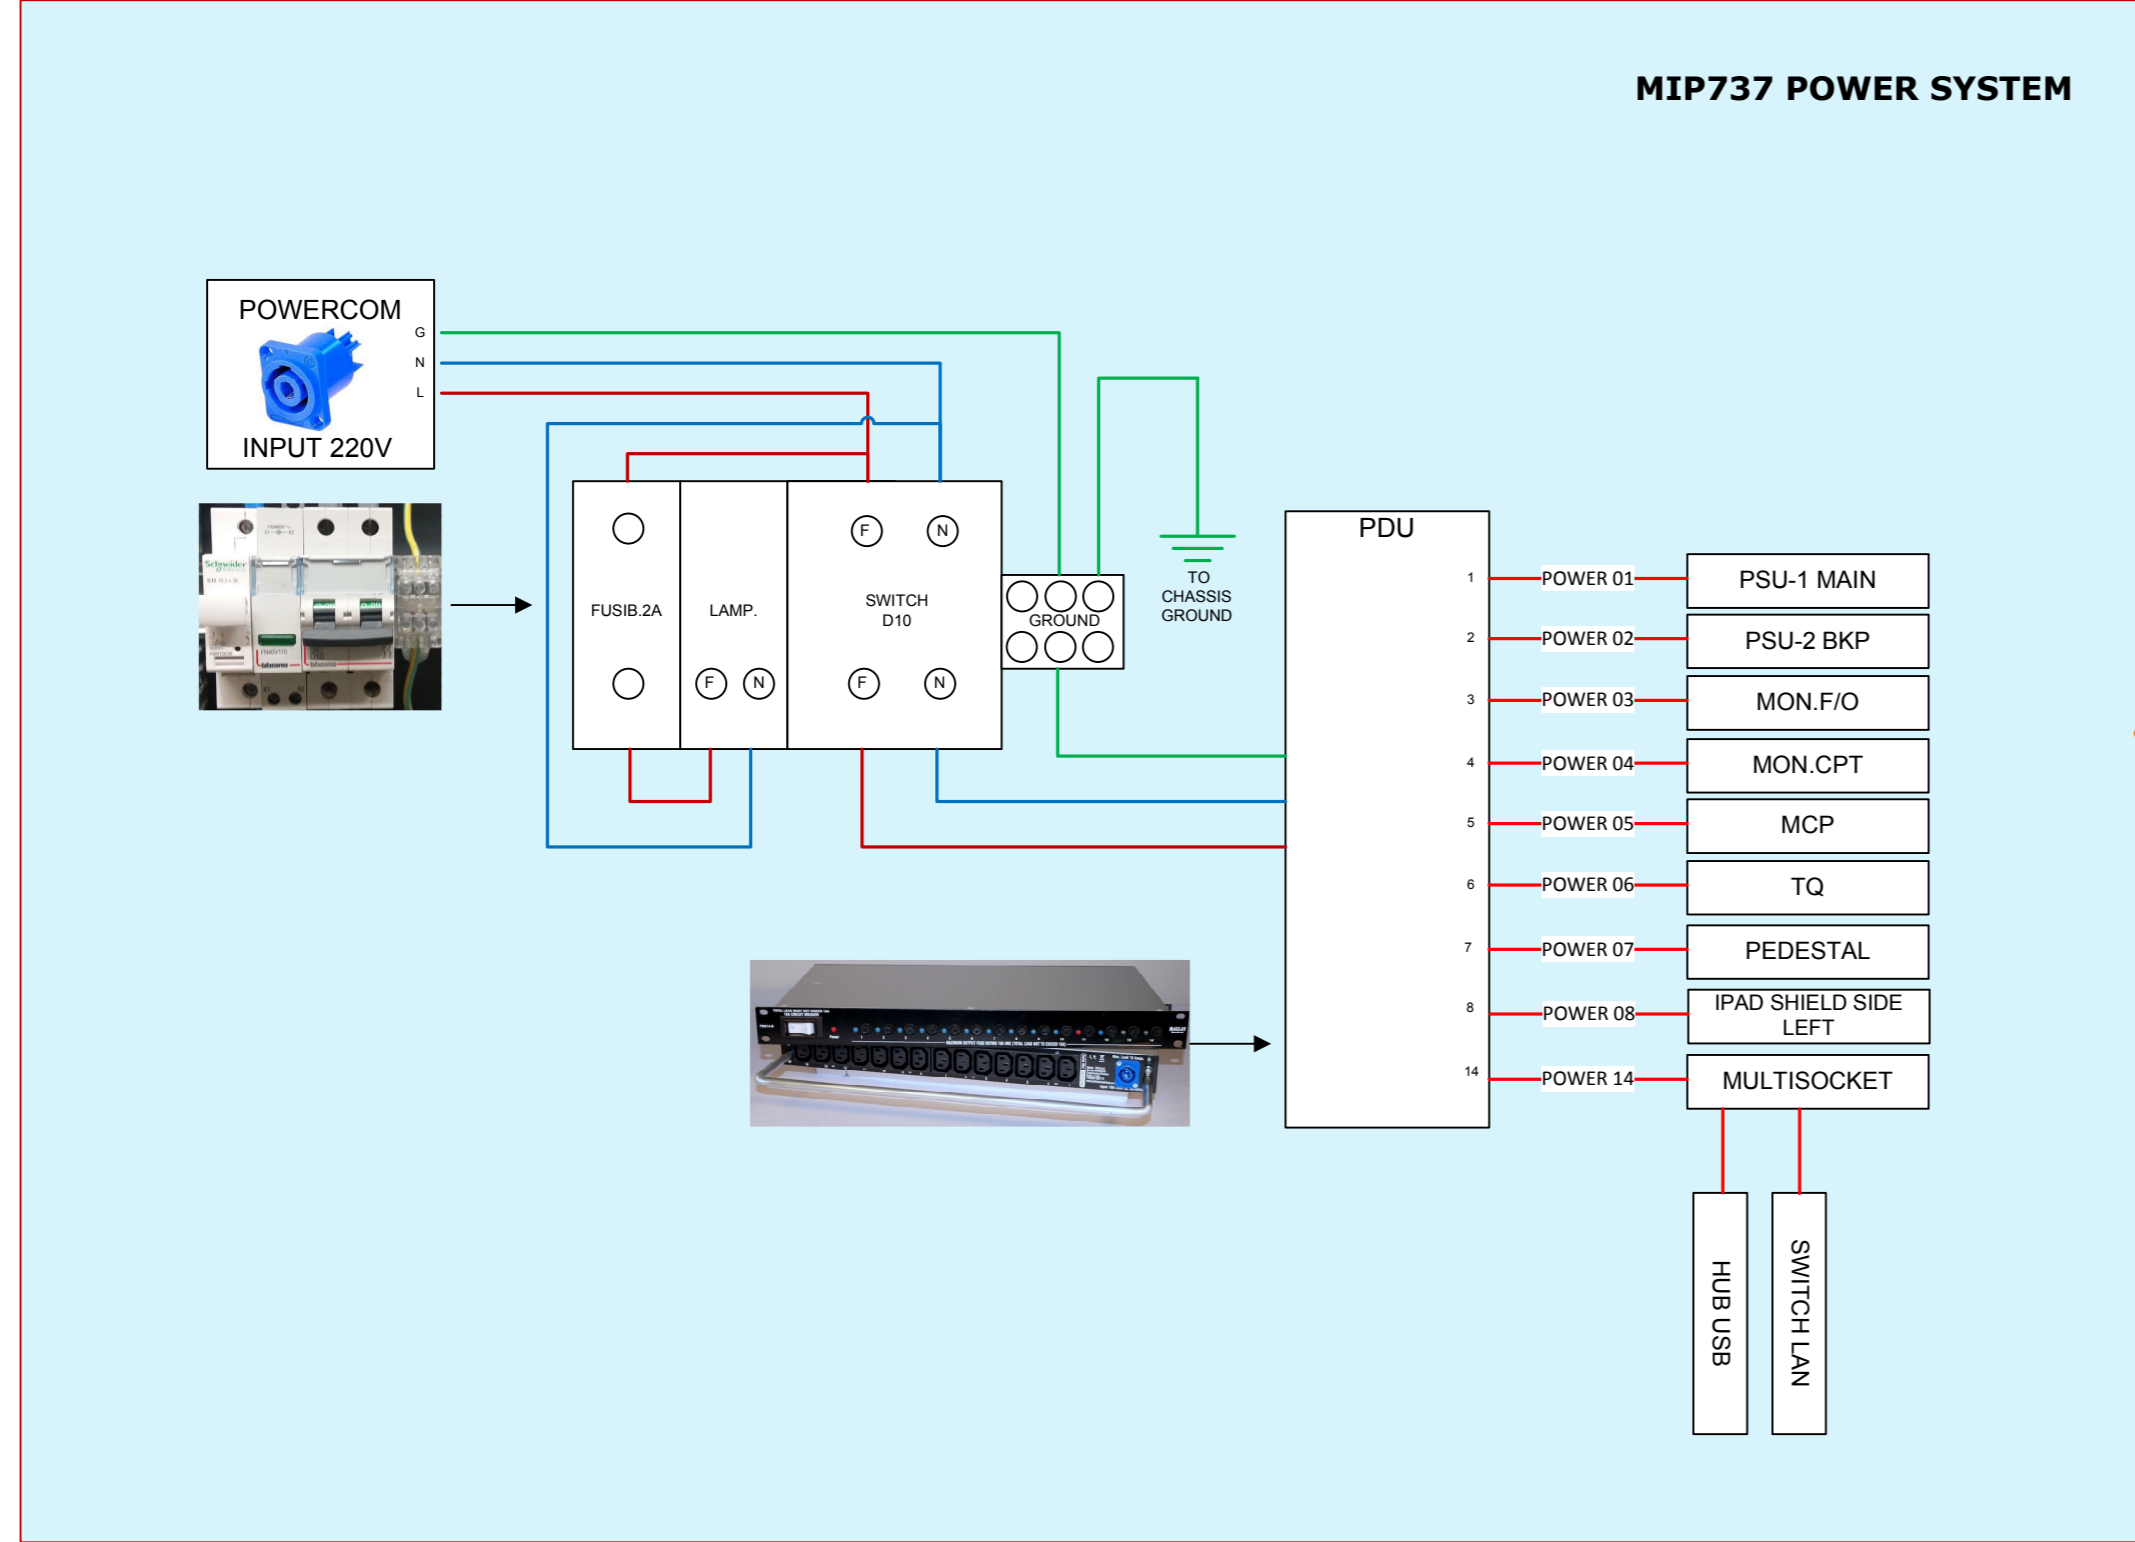 MIP737 POWER SYSTEM
POWERCOM
G
N
L
INPUT 220V
Schneider
FUSIB.2A
LAMP.
F
N
SWITCH
D10
F
N
F
N
GROUND
TO
CHASSIS
GROUND
PDU
1
POWER 01
PSU-1 MAIN
2
POWER 02
PSU-2 BKP
3
POWER 03
MON.F/O
4
POWER 04
MON.CPT
5
POWER 05
MCP
6
POWER 06
TQ
7
POWER 07
PEDESTAL
8
POWER 08
IPAD SHIELD SIDE
LEFT
14
POWER 14
MULTISOCKET
HUB USB
SWITCH LAN